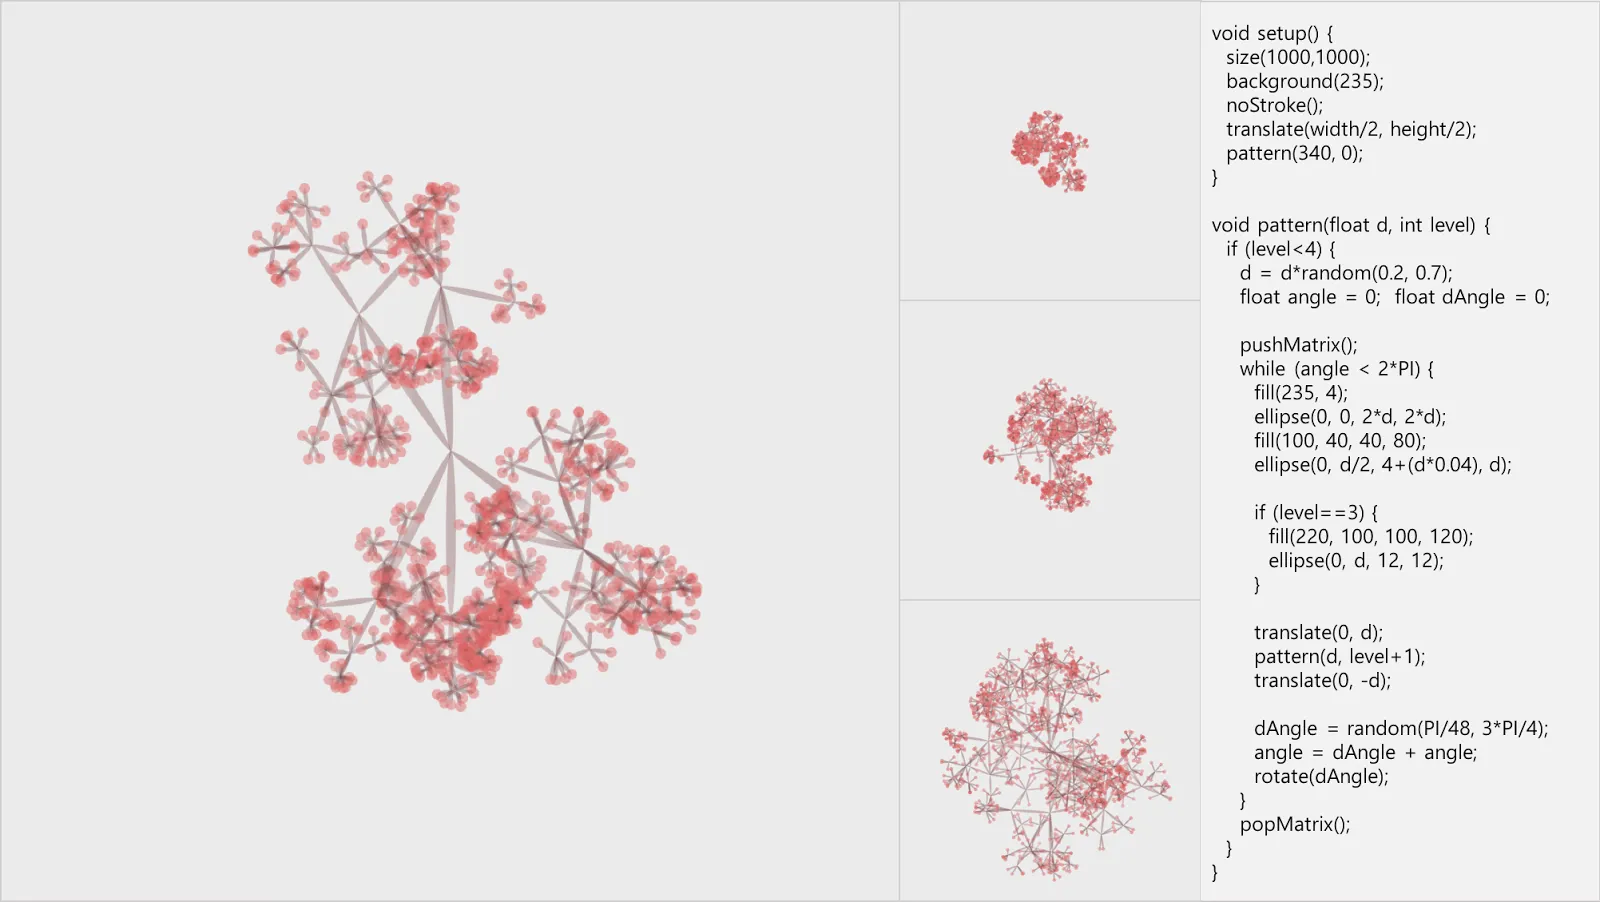 void setup() {
size(1000,1000);
background(235);
noStroke();
translate(width/2, height/2);
pattern(340, 0);
}
void pattern(float d, int level) {
if (level<4) {
d = d*random(0.2, 0.7);
float angle = 0; float dAngle = 0;
pushMatrix();
while (angle < 2*PI) {
fill(235, 4);
ellipse(0, 0, 2*d, 2*d);
fill(100, 40, 40, 80);
ellipse(0, d/2, 4+(d*0.04), d);
if (level==3) {
fill(220, 100, 100, 120);
ellipse(0, d, 12, 12);
}
translate(0, d);
pattern(d, level+1);
translate(0, -d);
dAngle = random(PI/48, 3*PI/4);
angle = dAngle + angle;
rotate(dAngle);
}
popMatrix();
}
}